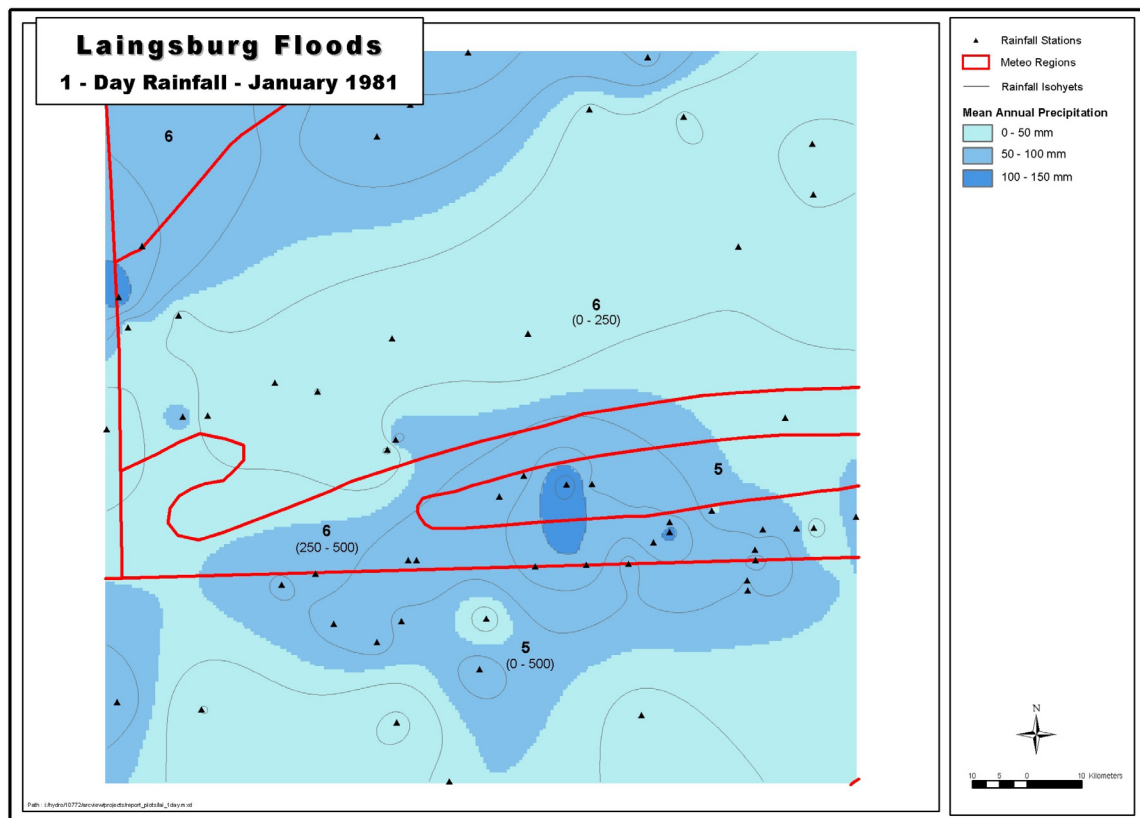 Laingsburg Floods
1 - Day Rainfall - January 1981
Rainfall Stations
Meteo Regions
Rainfall Isohyets
Mean Annual Precipitation
0 - 50 mm
50 - 100 mm
100 - 150 mm
6
6
(0 - 250)
5
6
(250 - 500)
5
(0 - 500)
N
10 5 0 10 Kilometers